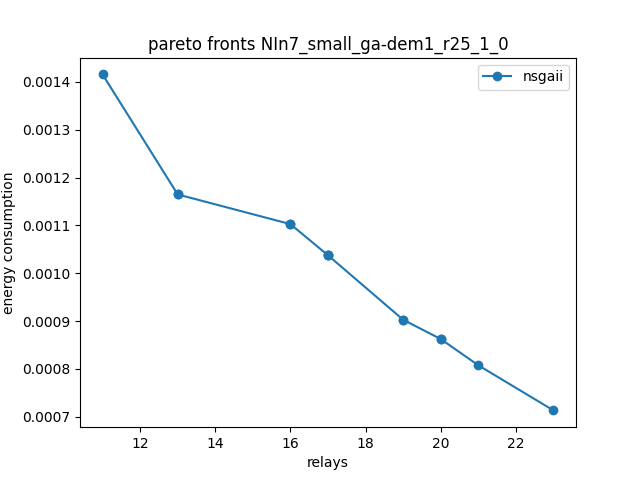 pareto fronts NIn7_small_ga-dem1_r25_1_0
nsgaii
0.0014
0.0013
0.0012
0.0011
0.0010
0.0009
0.0008
0.0007
energy consumption
12 14 16 18 20 22
relays